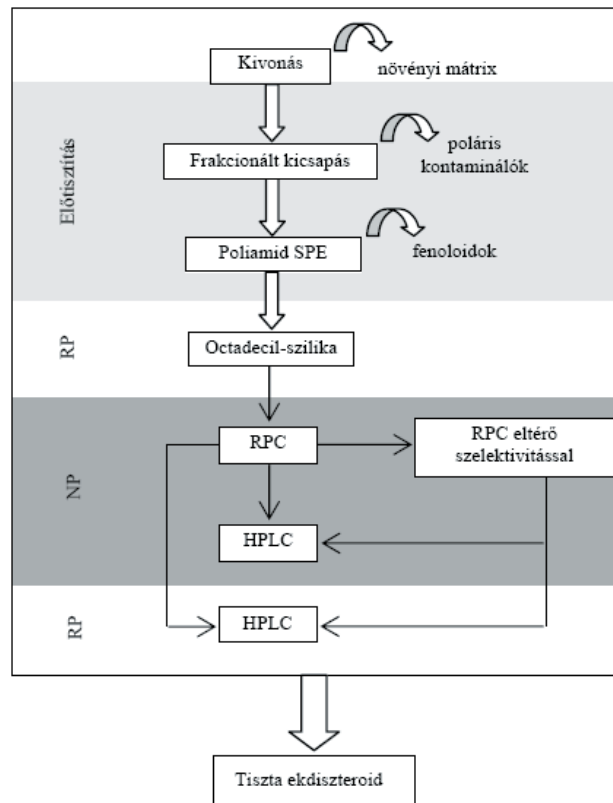 Kivonás
növényi mátrix
Előtisztítás
Frakcionált kicsapás
poláris
kontaminálók
Poliamid SPE
fenoloidok
RP
Octadecil-szilika
NP
RPC
RPC eltérő
szelektivitással
HPLC
RP
HPLC
Tiszta ekdiszteroid